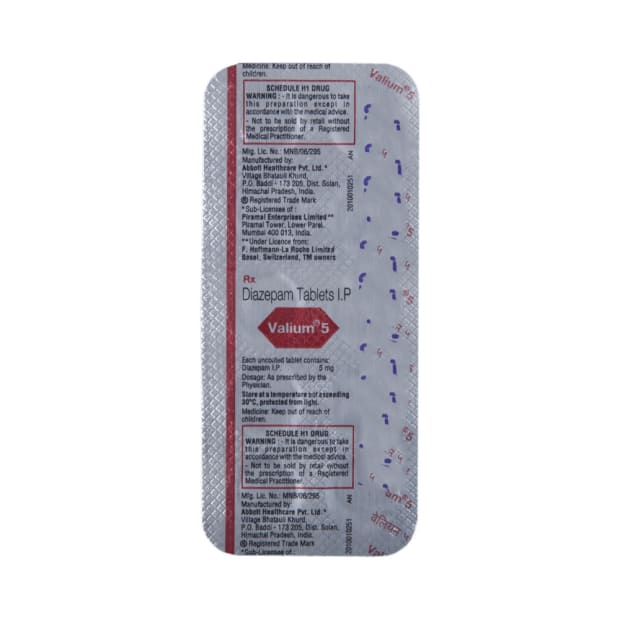 Medicine: Keep out of reach of
children.
SCHEDULE H1 DRUG
WARNING : - It is dangerous to take
this preparation except in
accordance with the medical advice.
- Not to be sold by retail without
the prescription of a Registered
Medical Practitioner.
Mfg. Lic. No.: MNB/06/295
Manufactured by:
Abbott Healthcare Pvt. Ltd.*
Village Bhatauli Khurd,
P.O. Baddi - 173 205, Dist. Solan,
Himachal Pradesh, India.
® Registered Trade Mark
*Sub-Licensee of :
Piramal Enterprises Limited**
Piramal Tower, Lower Parel,
Mumbai 400 013, India.
**Under Licence from:
F. Hoffmann-La Roche Limited
Basel, Switzerland, TM owners
AN
2010010251
Rx
Diazepam Tablets I.P
Valium® 5
Each uncoated tablet contains:
Diazepam I.P. 5 mg
Dosage: As prescribed by the
Physician.
Store at a temperature not exceeding
30°C, protected from light.
Medicine: Keep out of reach of
children.
SCHEDULE H1 DRUG
WARNING : - It is dangerous to take
this preparation except in
accordance with the medical advice.
- Not to be sold by retail without
the prescription of a Registered
Medical Practitioner.
Mfg. Lic. No.: MNB/06/295
Manufactured by:
Abbott Healthcare Pvt. Ltd.*
Village Bhatauli Khurd,
P.O. Baddi - 173 205, Dist. Solan,
Himachal Pradesh, India.
® Registered Trade Mark
*Sub-Licensee of :
AN
2010010251
Valium® 5